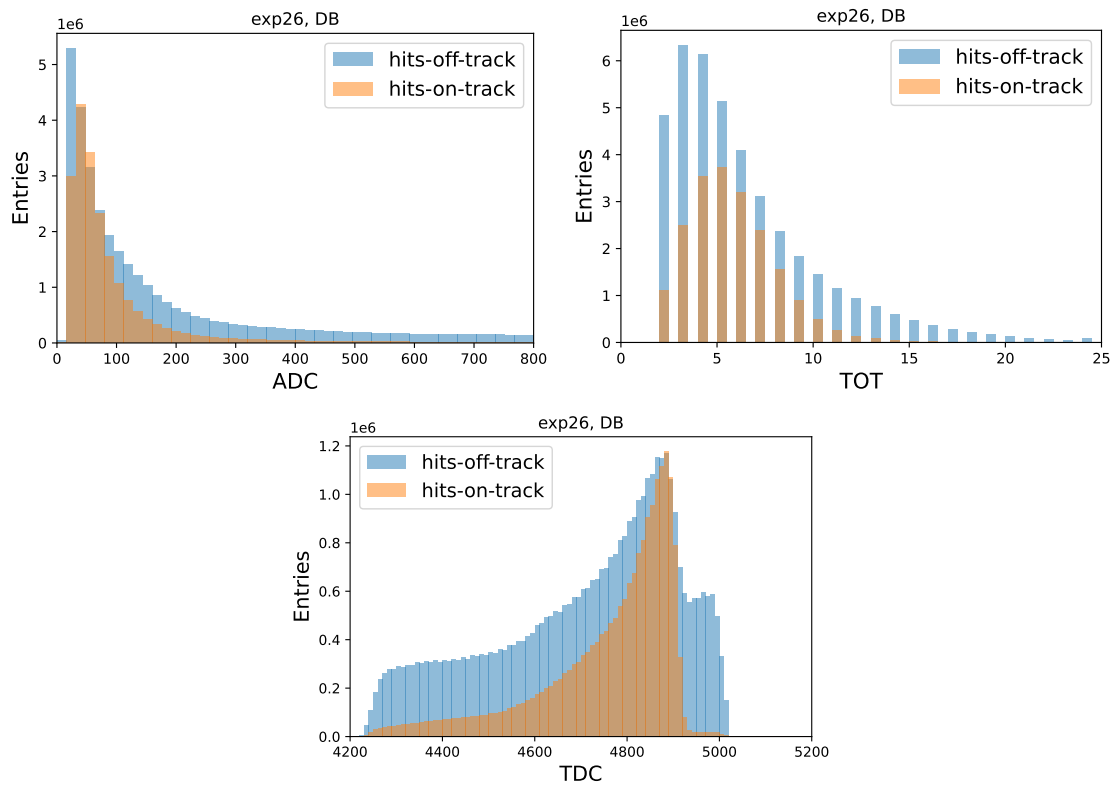 exp26, DB
1e6
hits-off-track
hits-on-track
Entries
5
4
3
2
1
0
0 100 200 300 400 500 600 700 800
ADC
exp26, DB
1e6
hits-off-track
hits-on-track
Entries
6
5
4
3
2
1
0
0 5 10 15 20 25
TOT
exp26, DB
1e6
hits-off-track
hits-on-track
Entries
1.2
1.0
0.8
0.6
0.4
0.2
0.0
4200 4400 4600 4800 5000 5200
TDC